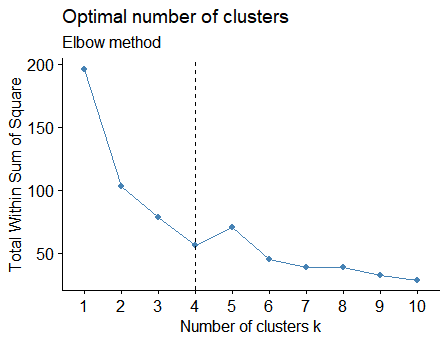 Optimal number of clusters
Elbow method
200
150
100
50
Total Within Sum of Square
1 2 3 4 5 6 7 8 9 10
Number of clusters k